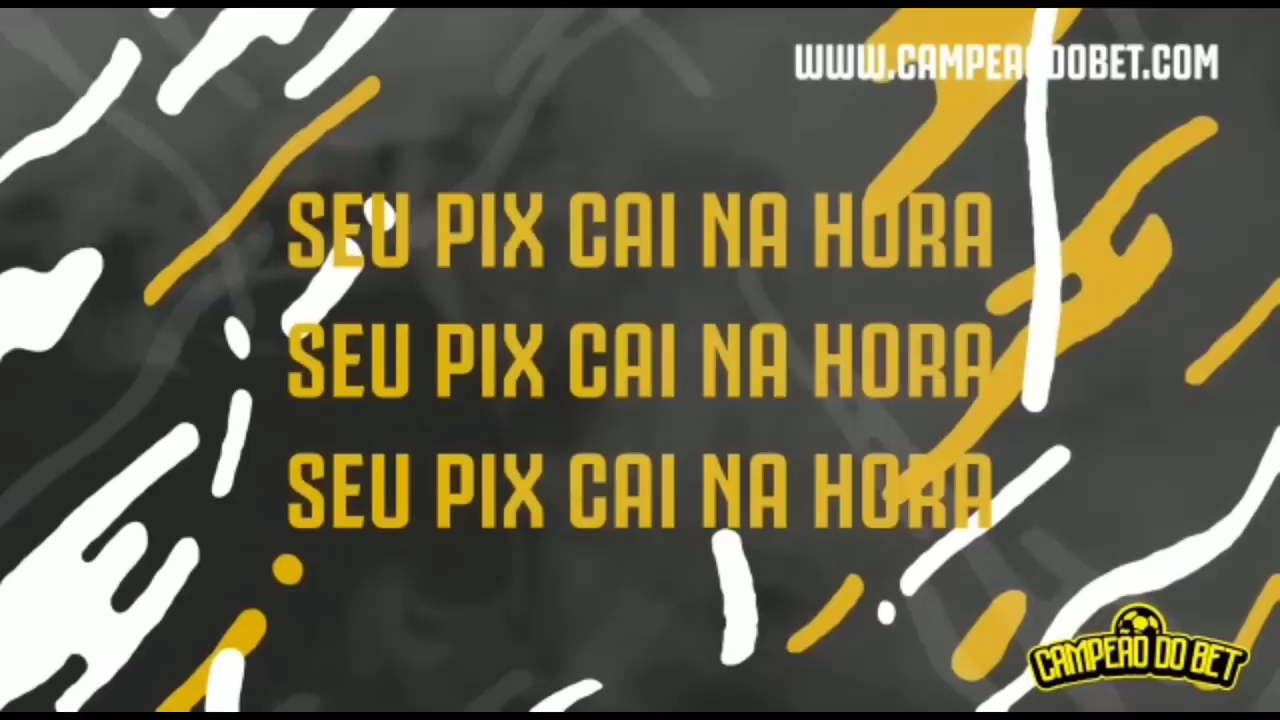 WWW.CAMPEAODOBET.COM
SEU PIX CAI NA HORA
SEU PIX CAI NA HORA
SEU PIX CAI NA HORA
CAMPEÃO DO BET